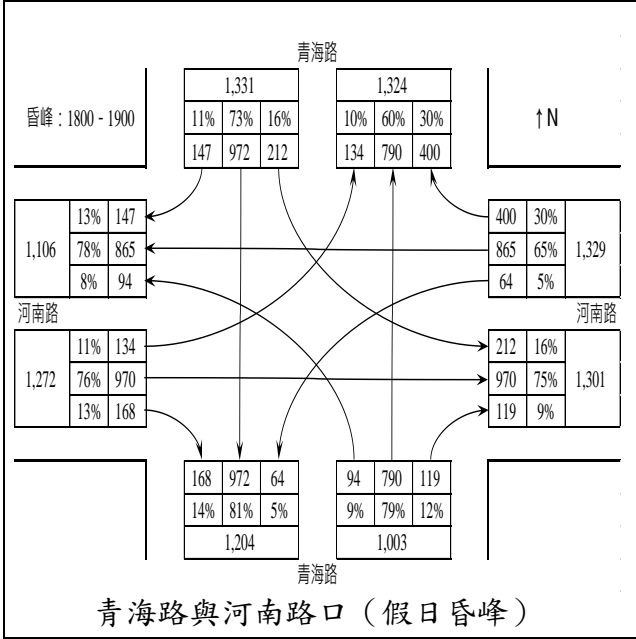 青海路
1,331 1,324
昏峰：1800 - 1900 11% 73% 16% 10% 60% 30% ↑N
147 972 212 134 790 400
13% 147 400 30%
1,106 78% 865 865 65% 1,329
8% 94 64 5%
河南路 河南路
11% 134 212 16%
1,272 76% 970 970 75% 1,301
13% 168 119 9%
168 972 64 94 790 119
14% 81% 5% 9% 79% 12%
1,204 1,003
青海路
青海路與河南路口（假日昏峰）